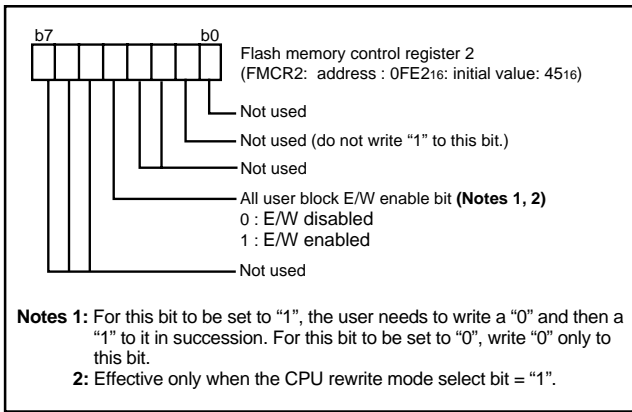 b7 b0
Flash memory control register 2
(FMCR2: address : 0FE216: initial value: 4516)
Not used
Not used (do not write “1” to this bit.)
Not used
All user block E/W enable bit (Notes 1, 2)
0 : E/W disabled
1 : E/W enabled
Not used
Notes 1: For this bit to be set to “1”, the user needs to write a “0” and then a
“1” to it in succession. For this bit to be set to “0”, write “0” only to
this bit.
2: Effective only when the CPU rewrite mode select bit = “1”.